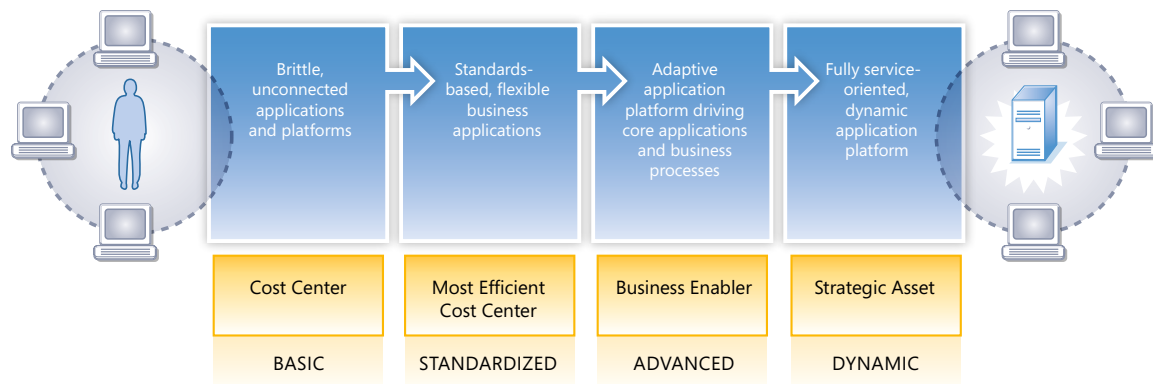 Brittle,
unconnected
applications
and platforms
Standards-
based, flexible
business
applications
Adaptive
application
platform driving
core applications
and business
processes
Fully service-
oriented,
dynamic
application
platform
Cost Center
Most Efficient
Cost Center
Business Enabler
Strategic Asset
BASIC
STANDARDIZED
ADVANCED
DYNAMIC